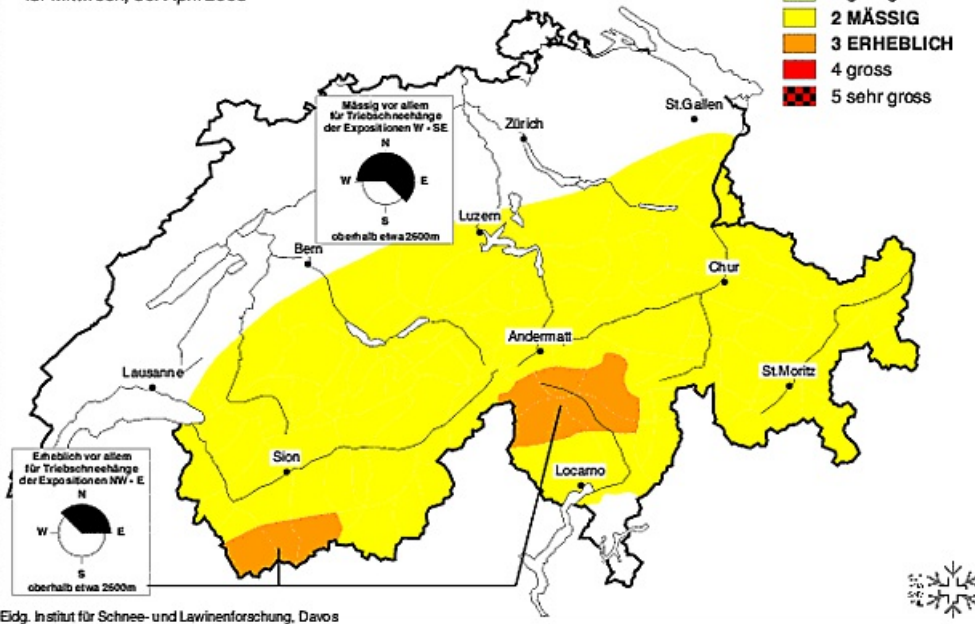 2 MÄSSIG
3 ERHEBLICH
4 gross
5 sehr gross
Mässig vor allem
für Triebschneehänge
der Expositionen W - SE
N
W
E
S
oberhalb etwa 2600m
St.Gallen
Zürich
Luzern
Bern
Chur
Andermatt
Lausanne
St.Moritz
Sion
Locarno
Erheblich vor allem
für Triebschneehänge
der Expositionen NW - E
N
W
E
S
oberhalb etwa 2600m
Eidg. Institut für Schnee- und Lawinenforschung, Davos